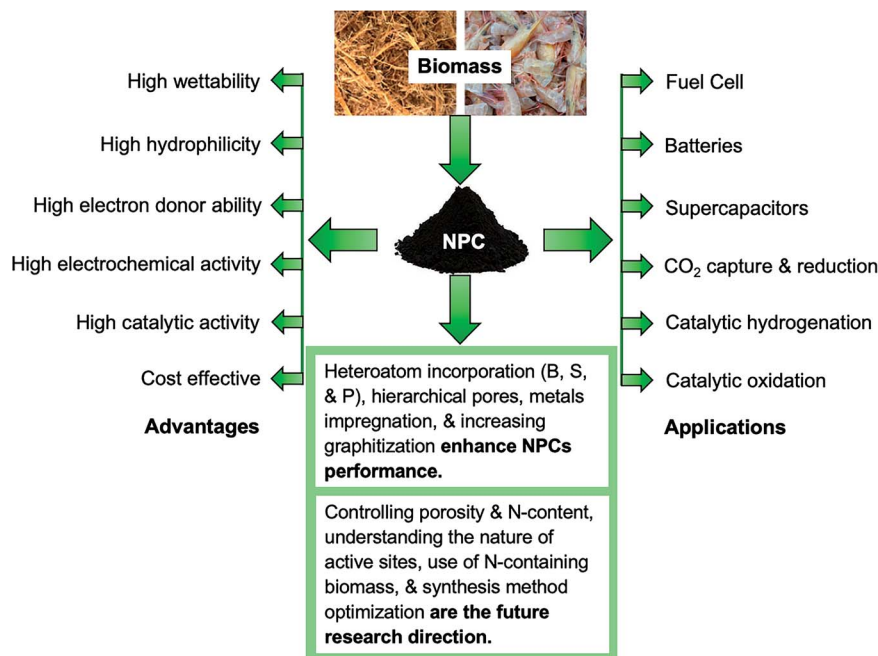 Biomass
High wettability
High hydrophilicity
High electron donor ability
High electrochemical activity
High catalytic activity
Cost effective
Advantages
NPC
Fuel Cell
Batteries
Supercapacitors
CO₂ capture & reduction
Catalytic hydrogenation
Catalytic oxidation
Applications
Heteroatom incorporation (B, S,
& P), hierarchical pores, metals
impregnation, & increasing
graphitization enhance NPCs
performance.
Controlling porosity & N-content,
understanding the nature of
active sites, use of N-containing
biomass, & synthesis method
optimization are the future
research direction.